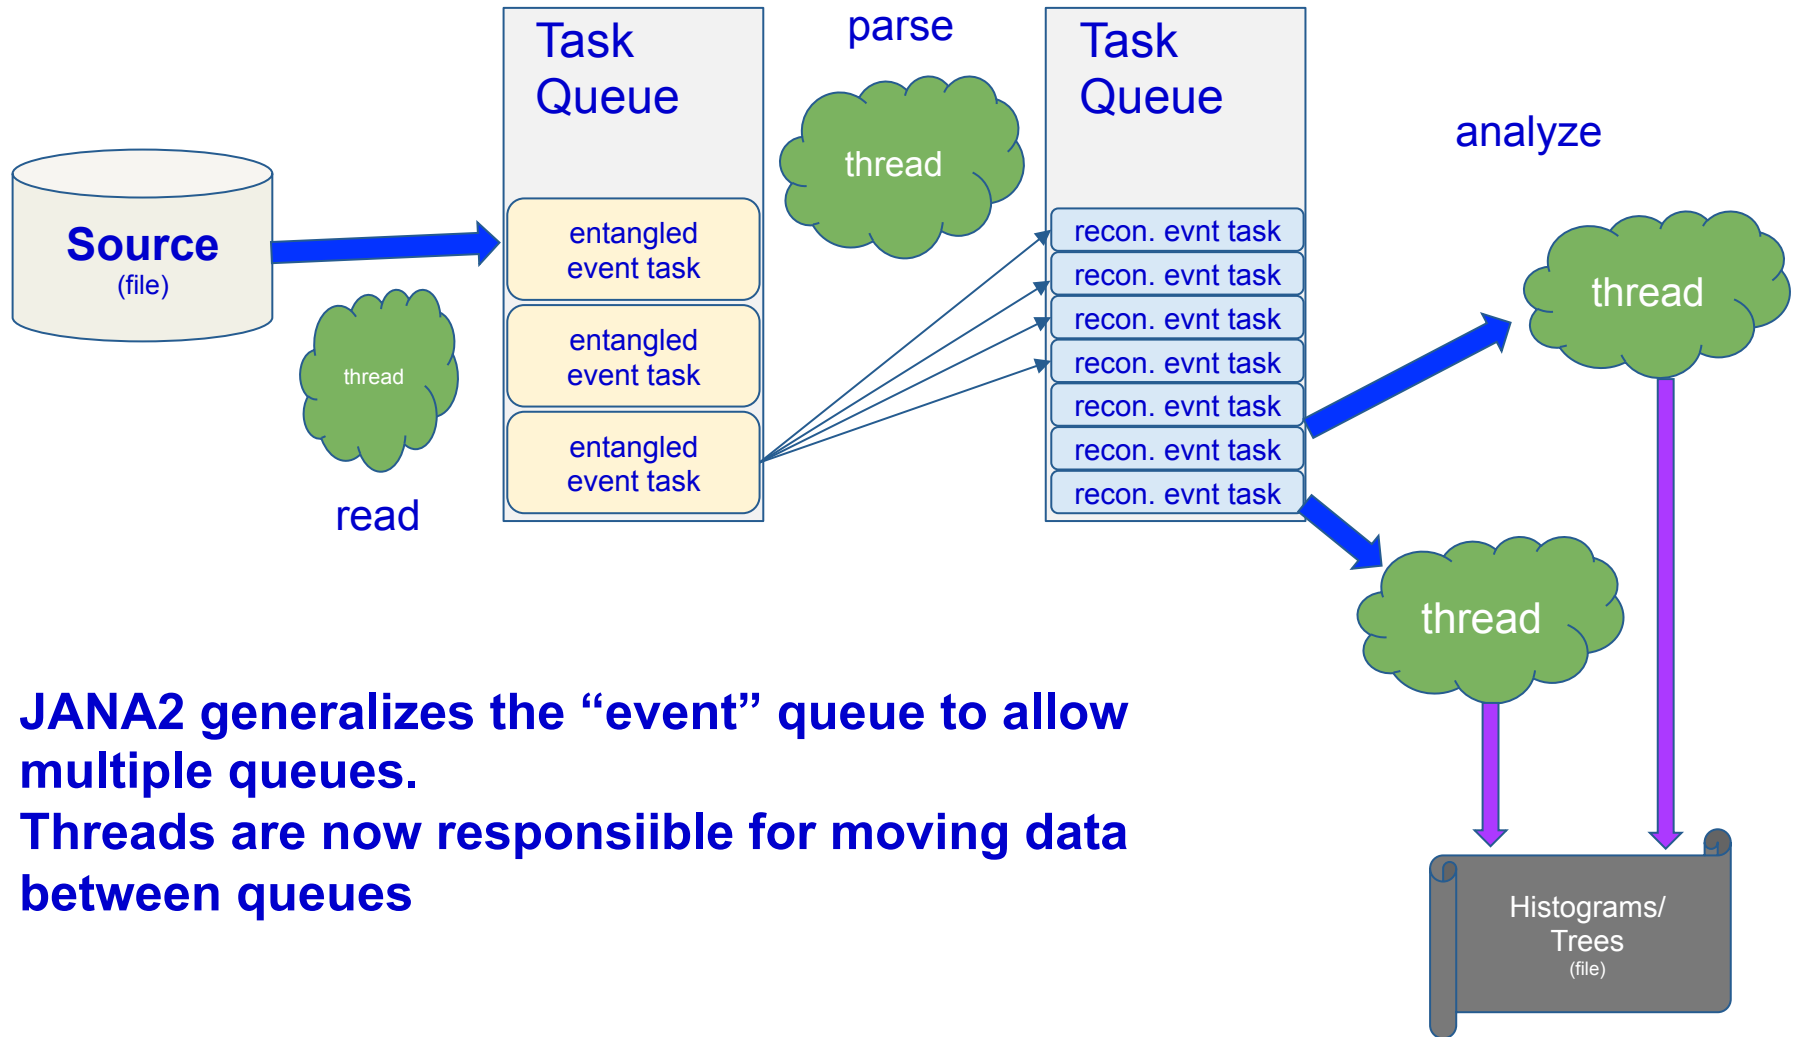 Task
Queue
parse
Task
Queue
analyze
thread
Source
(file)
entangled
event task
entangled
event task
entangled
event task
recon. evnt task
recon. evnt task
recon. evnt task
recon. evnt task
recon. evnt task
recon. evnt task
recon. evnt task
thread
thread
read
thread
JANA2 generalizes the “event” queue to allow
multiple queues.
Threads are now responsiible for moving data
between queues
Histograms/
Trees
(file)